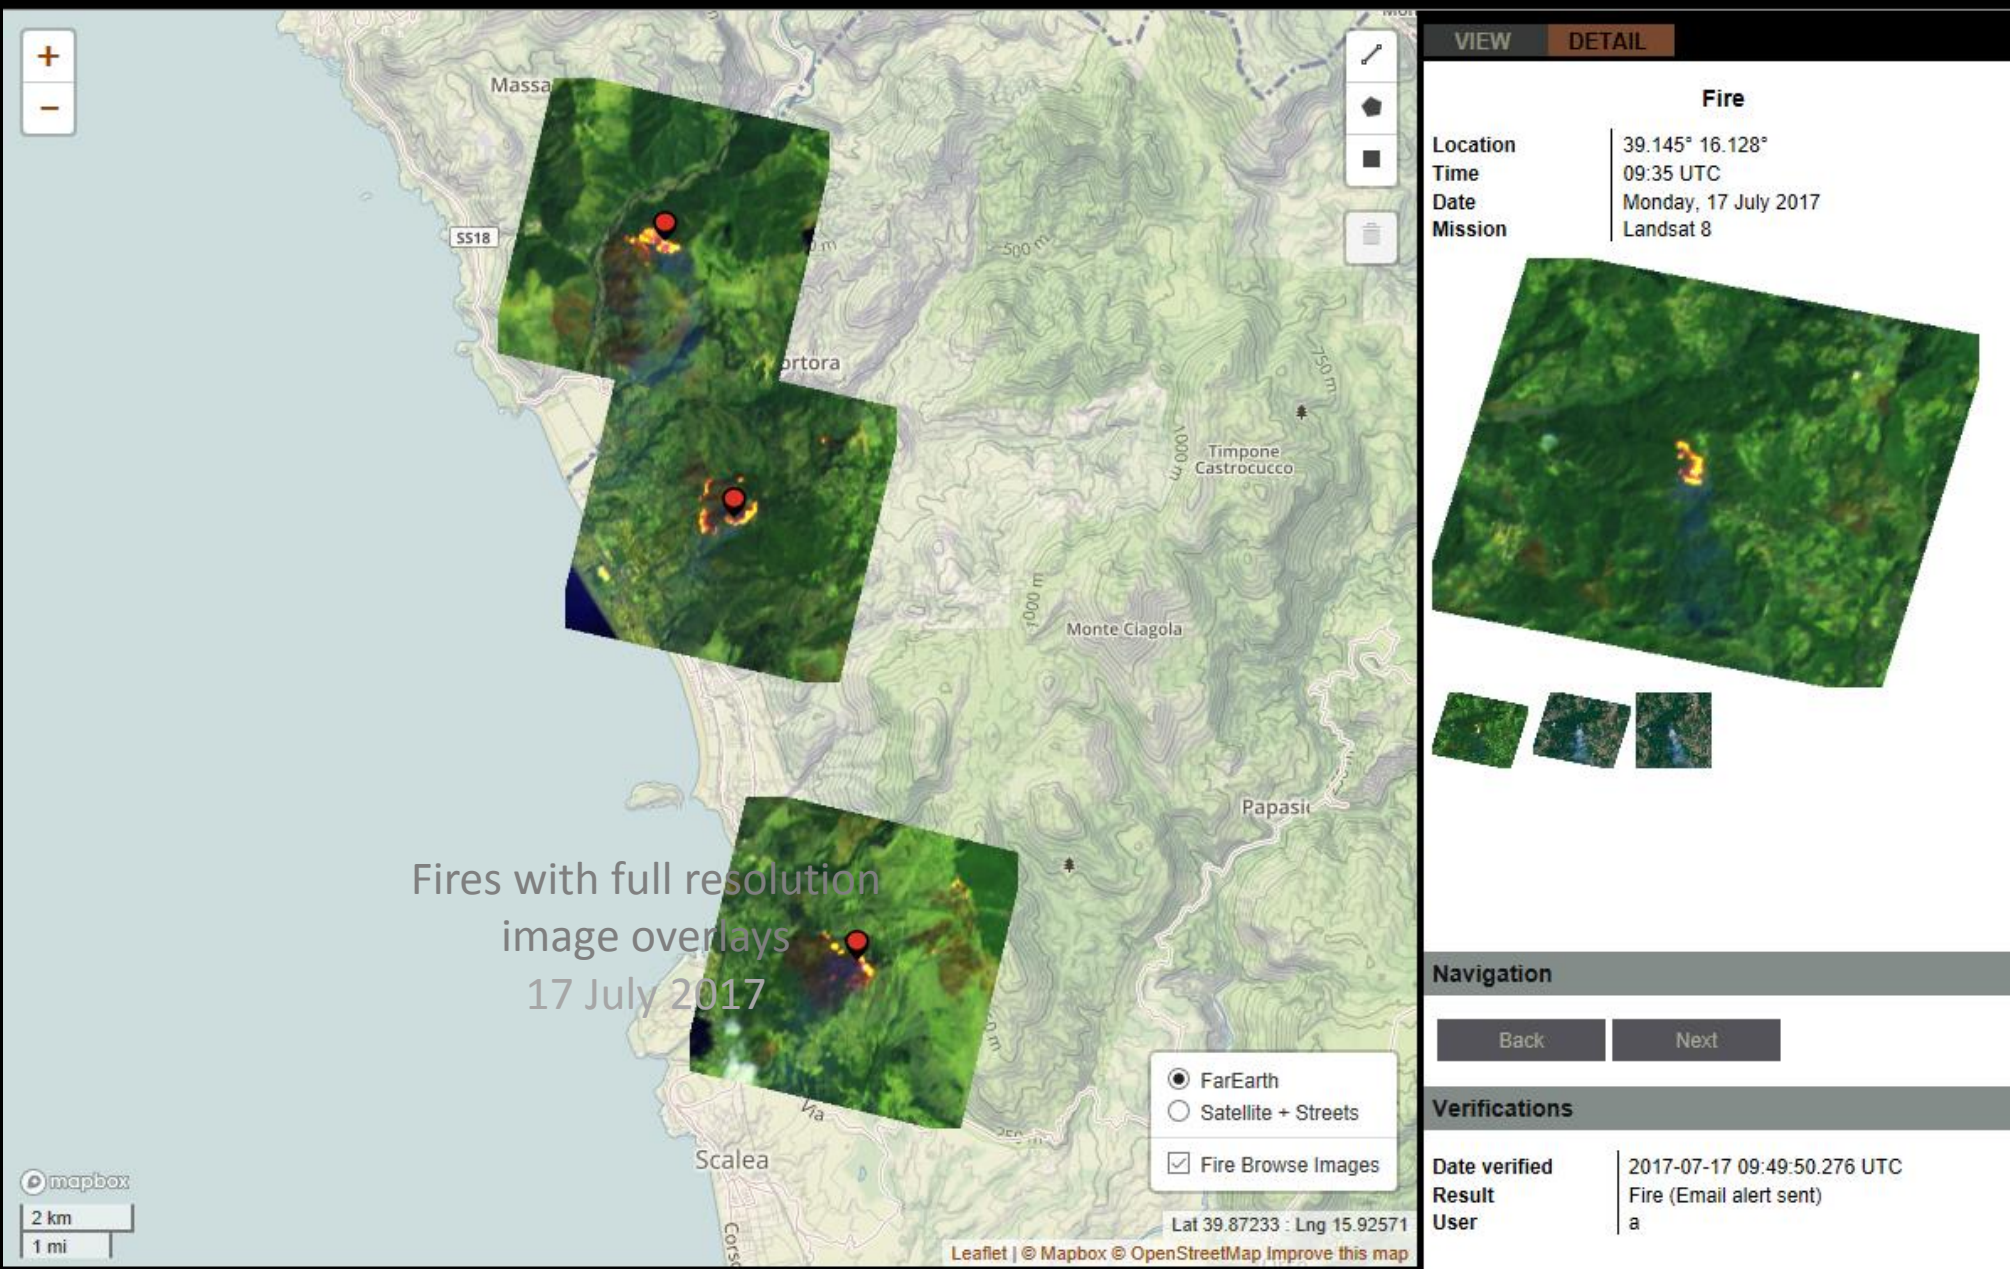 +
−
Massa
SS18
500 m
ortora
750 m
1000 m
Timpone
Castrocucco
1000 m
Monte Ciagola
Papasi
Fires with full resolution
image overlays
17 July 2017
Via
250 m
Scalea
Corso
mapbox
2 km
1 mi
FarEarth
Satellite + Streets
Fire Browse Images
Lat 39.87233 : Lng 15.92571
Leaflet | © Mapbox © OpenStreetMap Improve this map
VIEW DETAIL
Fire
Location 39.145° 16.128°
Time 09:35 UTC
Date Monday, 17 July 2017
Mission Landsat 8
Navigation
Back Next
Verifications
Date verified 2017-07-17 09:49:50.276 UTC
Result Fire (Email alert sent)
User a